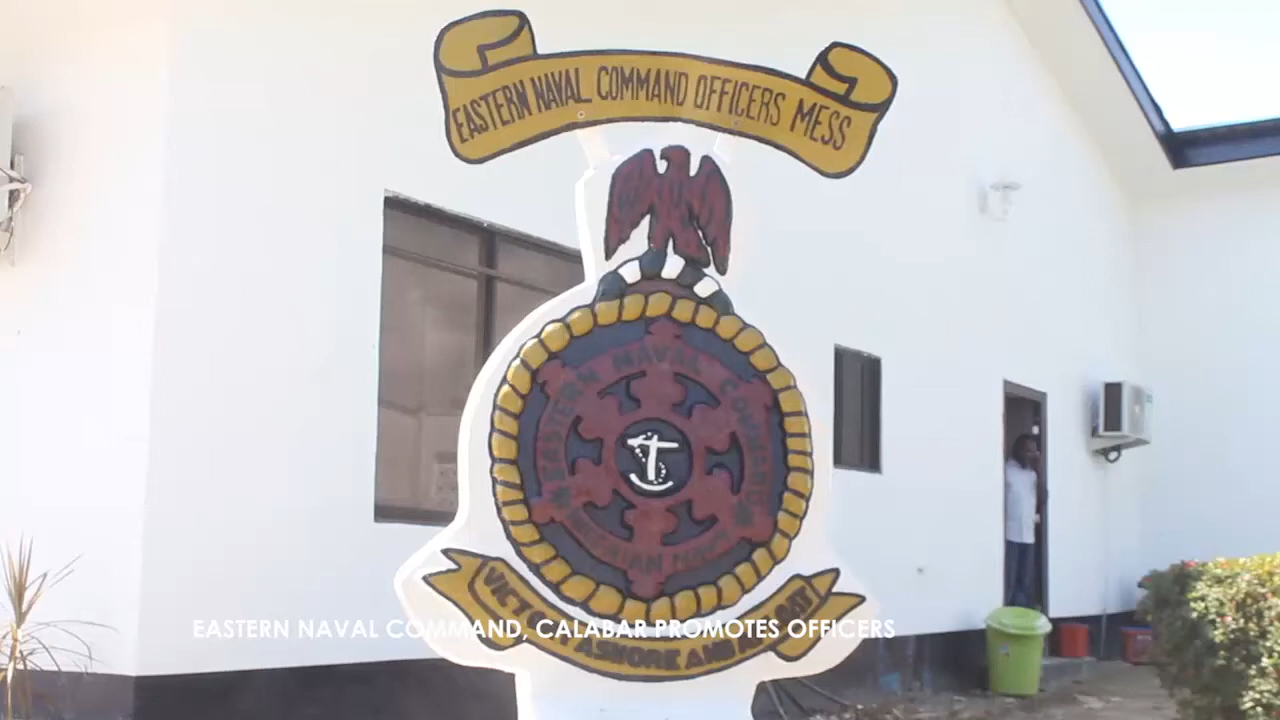 EASTERN NAVAL COMMAND OFFICERS MESS
EASTERN NAVAL COMMAND
NIGERIAN NAVY
VICTORY ASHORE AND AFLOAT
EASTERN NAVAL COMMAND, CALABAR PROMOTES OFFICERS